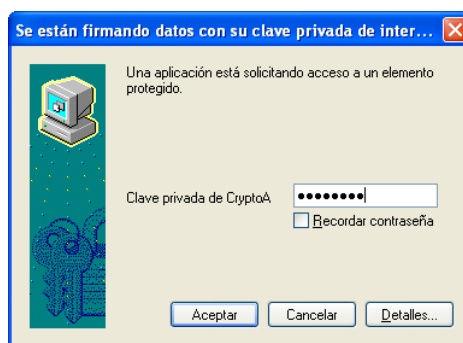 Se están firmando datos con su clave privada de inter...
Una aplicación está solicitando acceso a un elemento
protegido.
Clave privada de CryptoA
Recordar contraseña
Aceptar
Cancelar
Detalles...